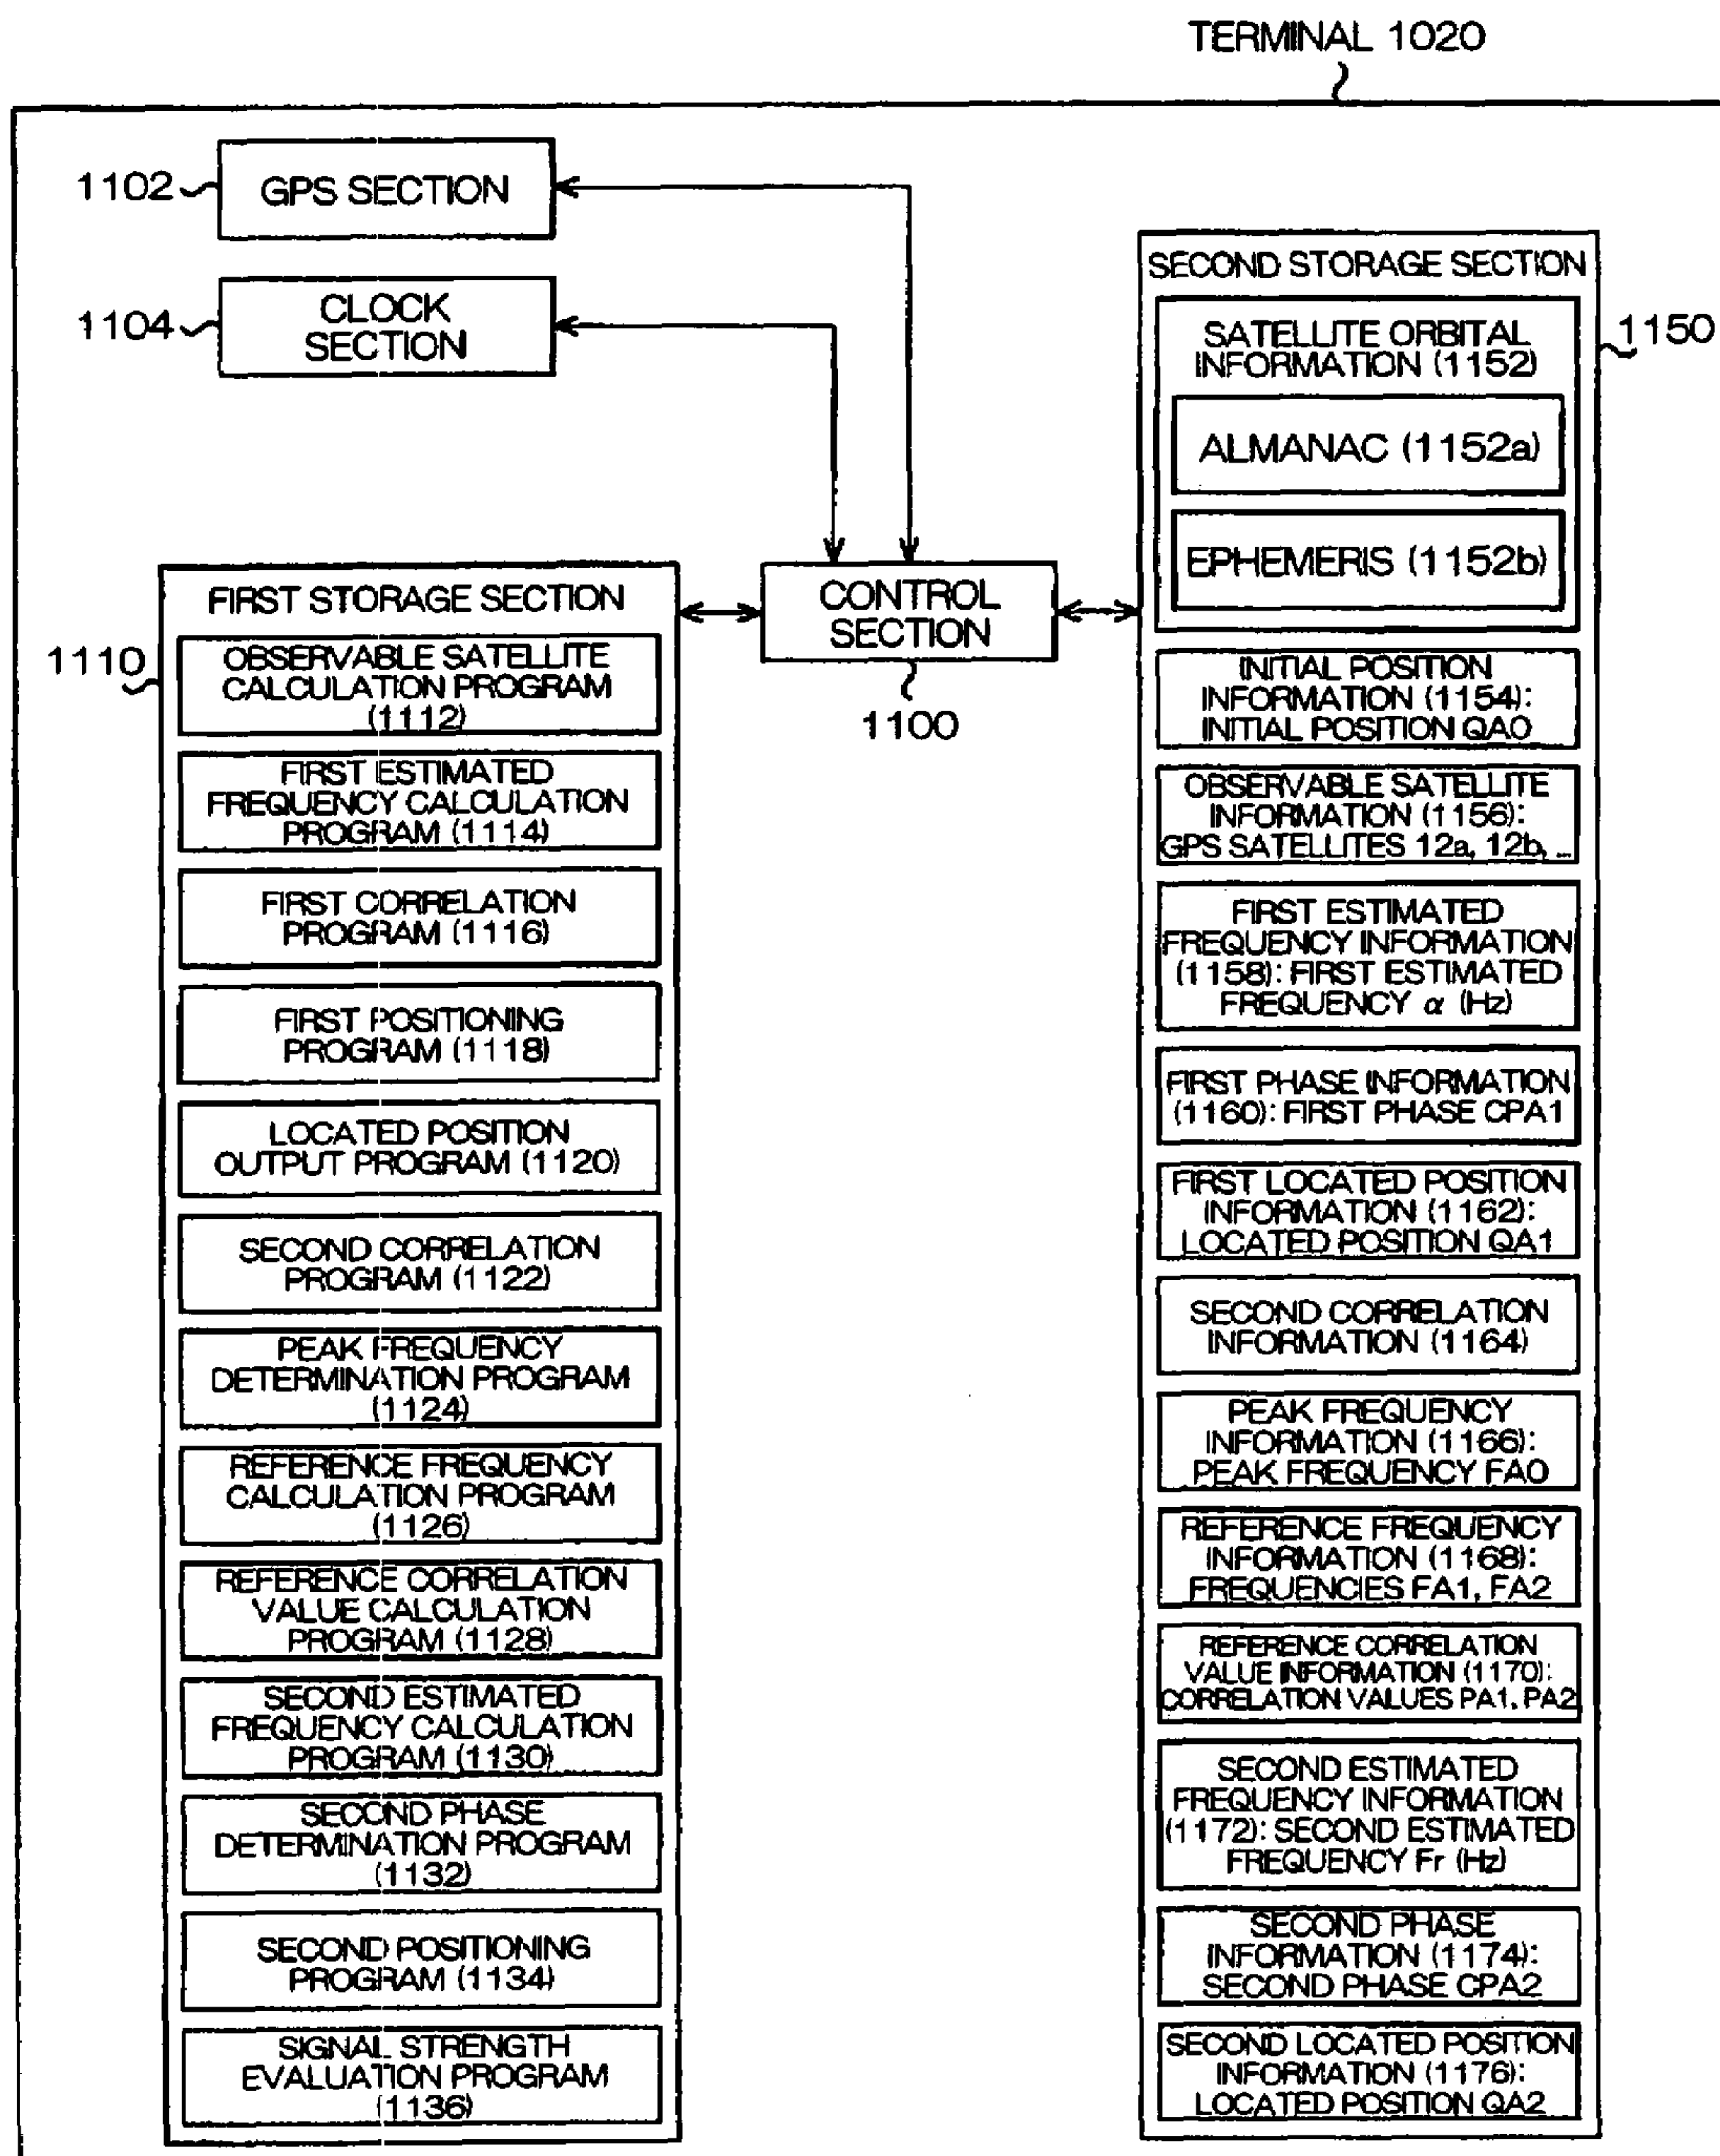 TERMINAL 1020
1102
GPS SECTION
1104
CLOCK
SECTION
CONTROL
SECTION
1100
1110
FIRST STORAGE SECTION
OBSERVABLE SATELLITE
CALCULATION PROGRAM
(1112)
FIRST ESTIMATED
FREQUENCY CALCULATION
PROGRAM (1114)
FIRST CORRELATION
PROGRAM (1116)
FIRST POSITIONING
PROGRAM (1118)
LOCATED POSITION
OUTPUT PROGRAM (1120)
SECOND CORRELATION
PROGRAM (1122)
PEAK FREQUENCY
DETERMINATION PROGRAM
(1124)
REFERENCE FREQUENCY
CALCULATION PROGRAM
(1126)
REFERENCE CORRELATION
VALUE CALCULATION
PROGRAM (1128)
SECOND ESTIMATED
FREQUENCY CALCULATION
PROGRAM (1130)
SECOND PHASE
DETERMINATION PROGRAM
(1132)
SECOND POSITIONING
PROGRAM (1134)
SIGNAL STRENGTH
EVALUATION PROGRAM
(1136)
1150
SECOND STORAGE SECTION
SATELLITE ORBITAL
INFORMATION (1152)
ALMANAC (1152a)
EPHEMERIS (1152b)
INITIAL POSITION
INFORMATION (1154):
INITIAL POSITION QA0
OBSERVABLE SATELLITE
INFORMATION (1156):
GPS SATELLITES 12a, 12b, ...
FIRST ESTIMATED
FREQUENCY INFORMATION
(1158): FIRST ESTIMATED
FREQUENCY α (Hz)
FIRST PHASE INFORMATION
(1160): FIRST PHASE CPA1
FIRST LOCATED POSITION
INFORMATION (1162):
LOCATED POSITION QA1
SECOND CORRELATION
INFORMATION (1164)
PEAK FREQUENCY
INFORMATION (1166):
PEAK FREQUENCY FA0
REFERENCE FREQUENCY
INFORMATION (1168):
FREQUENCIES FA1, FA2
REFERENCE CORRELATION
VALUE INFORMATION (1170):
CORRELATION VALUES PA1, PA2
SECOND ESTIMATED
FREQUENCY INFORMATION
(1172): SECOND ESTIMATED
FREQUENCY Fr (Hz)
SECOND PHASE
INFORMATION (1174):
SECOND PHASE CPA2
SECOND LOCATED POSITION
INFORMATION (1176):
LOCATED POSITION QA2